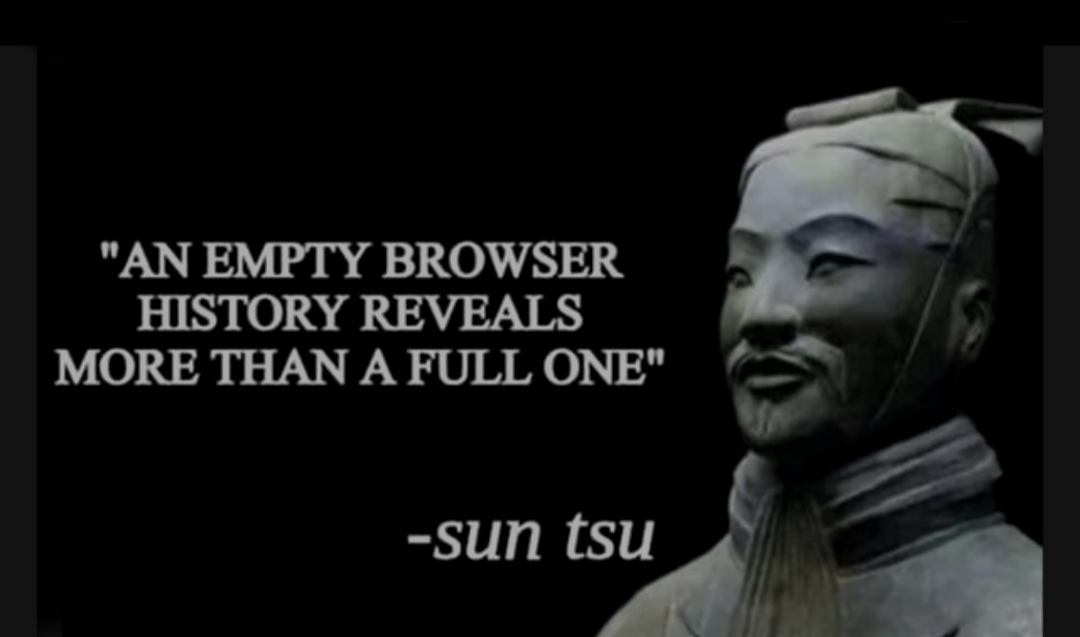 "AN EMPTY BROWSER
HISTORY REVEALS
MORE THAN A FULL ONE"
-sun tsu